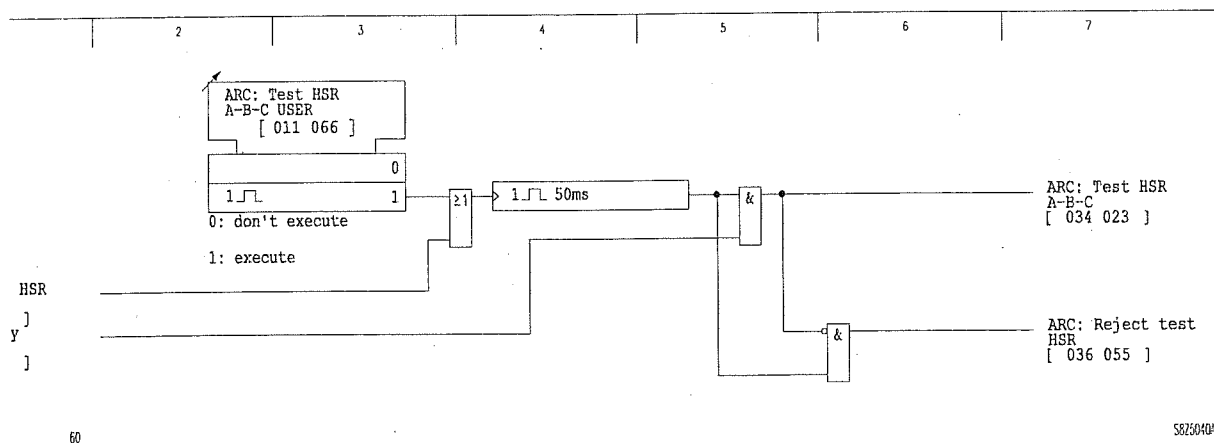 2 3 4 5 6 7
ARC: Test HSR
A-B-C USER
[ 011 066 ]
0
1 1
0: don't execute
1: execute
≥1
1 50ms
&
ARC: Test HSR
A-B-C
[ 034 023 ]
HSR
]
y
]
&
ARC: Reject test
HSR
[ 036 055 ]
60
S8Z5040A